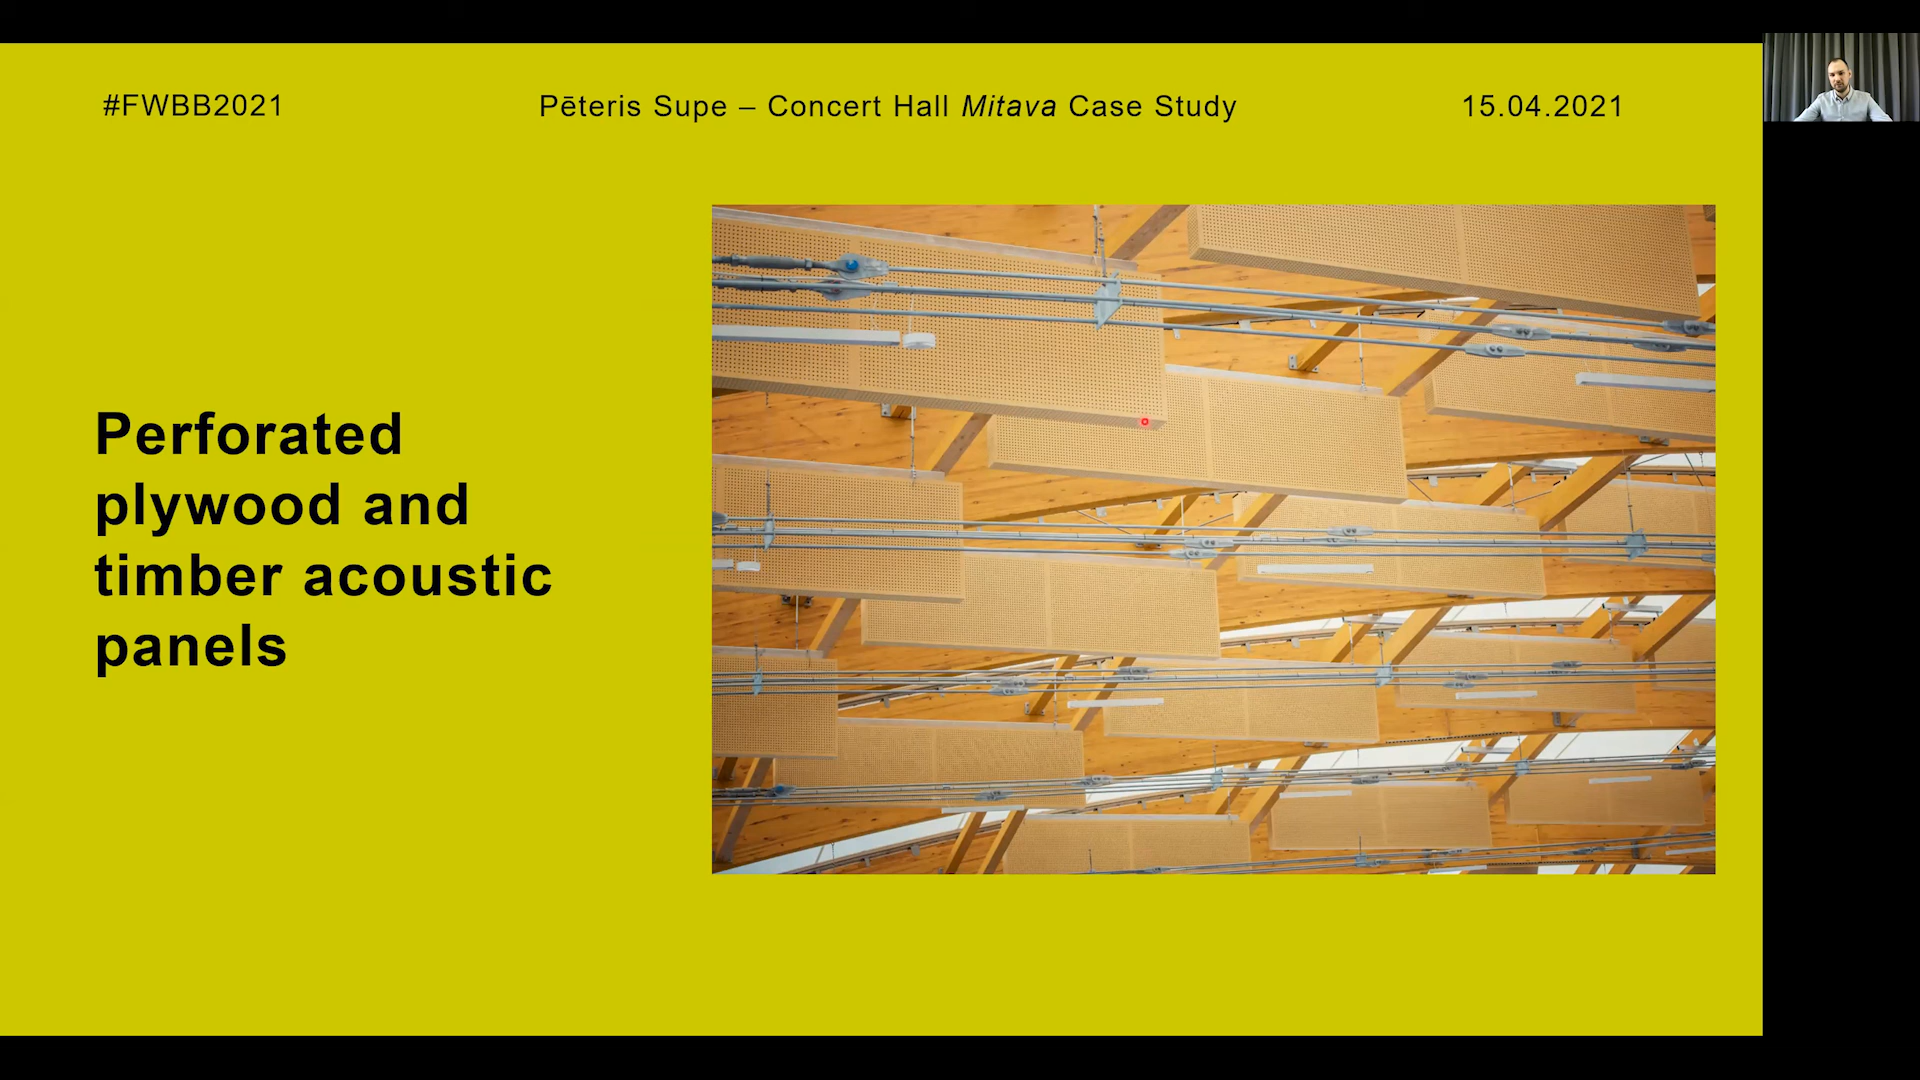 #FWBB2021
Pēteris Supe – Concert Hall Mitava Case Study
15.04.2021
Perforated
plywood and
timber acoustic
panels